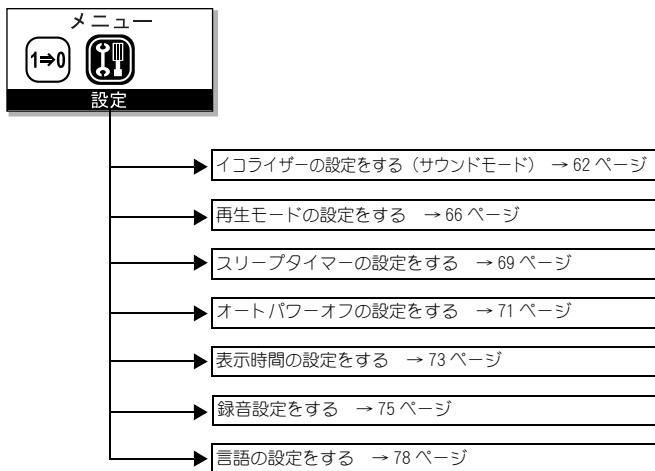 メニュー
1⇒0
設定
イコライザーの設定をする（サウンドモード） → 62 ページ
再生モードの設定をする → 66 ページ
スリープタイマーの設定をする → 69 ページ
オートパワーオフの設定をする → 71 ページ
表示時間の設定をする → 73 ページ
録音設定をする → 75 ページ
言語の設定をする → 78 ページ